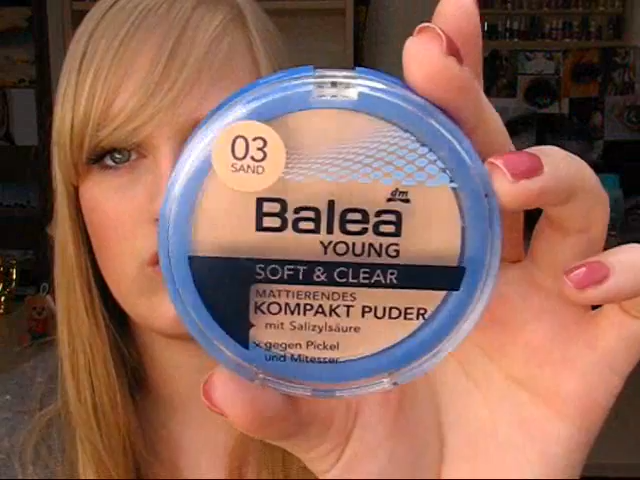 03
SAND
dm
Balea
YOUNG
SOFT & CLEAR
MATTIERENDES
KOMPAKT PUDER
mit Salizylsäure
gegen Pickel
und Mitesser